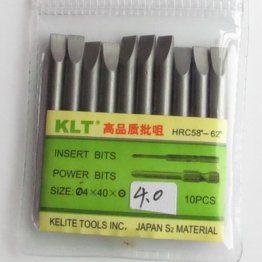 KLT 高品质批咀 HRC58°-62°
INSERT BITS
POWER BITS
SIZE: Ø4×40×⊖ 4.0 10PCS
KELITE TOOLS INC, JAPAN S₂ MATERIAL